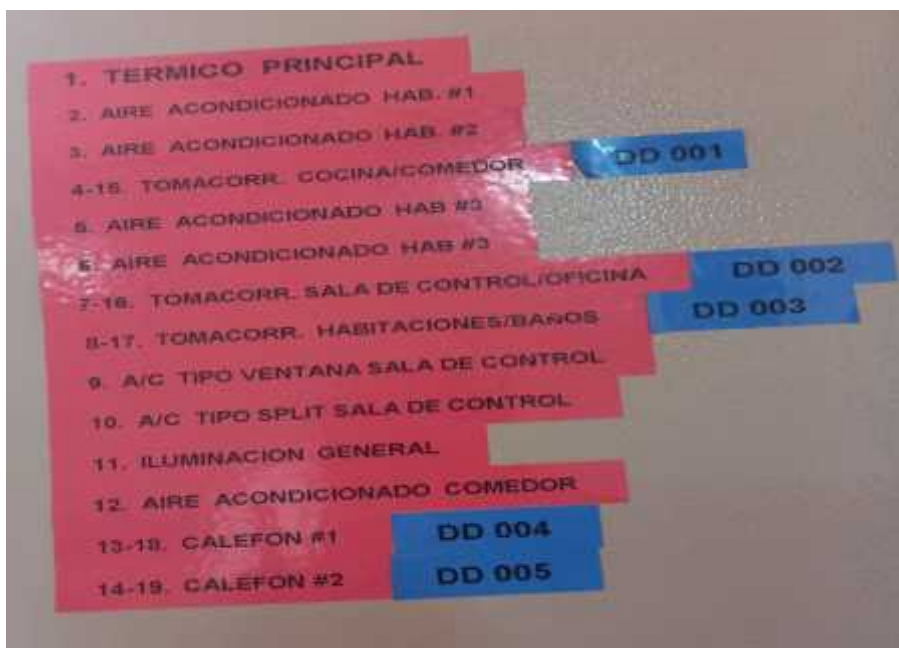 1. TERMICO PRINCIPAL
2. AIRE ACONDICIONADO HAB. #1
3. AIRE ACONDICIONADO HAB. #2
4-15. TOMACORR. COCINA/COMEDOR DD 001
5. AIRE ACONDICIONADO HAB #3
6. AIRE ACONDICIONADO HAB #3
7-16. TOMACORR. SALA DE CONTROL/OFICINA DD 002
8-17. TOMACORR. HABITACIONES/BAÑOS DD 003
9. A/C TIPO VENTANA SALA DE CONTROL
10. A/C TIPO SPLIT SALA DE CONTROL
11. ILUMINACION GENERAL
12. AIRE ACONDICIONADO COMEDOR
13-18. CALEFON #1 DD 004
14-19. CALEFON #2 DD 005